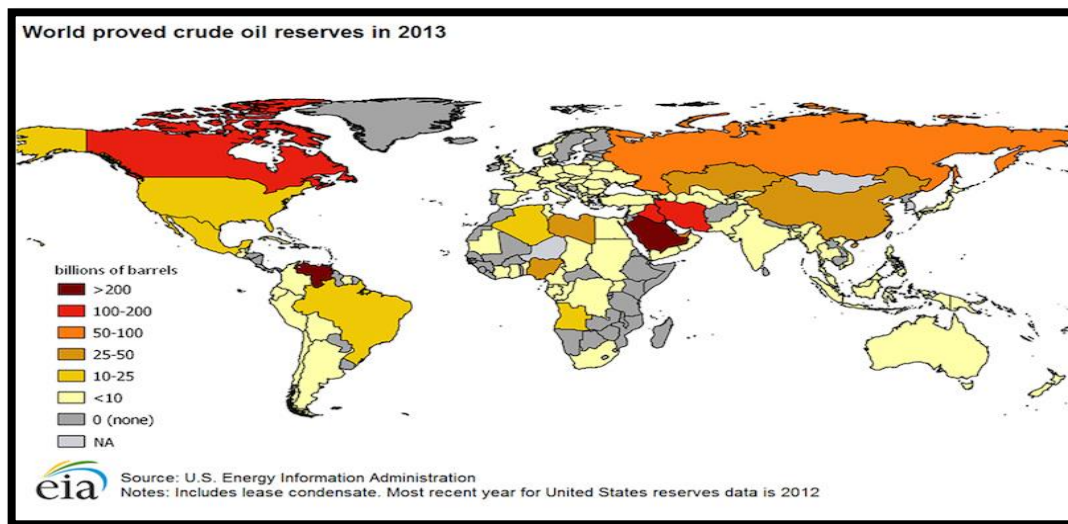 World proved crude oil reserves in 2013
billions of barrels
>200
100-200
50-100
25-50
10-25
<10
0 (none)
NA
eia
Source: U.S. Energy Information Administration
Notes: Includes lease condensate. Most recent year for United States reserves data is 2012